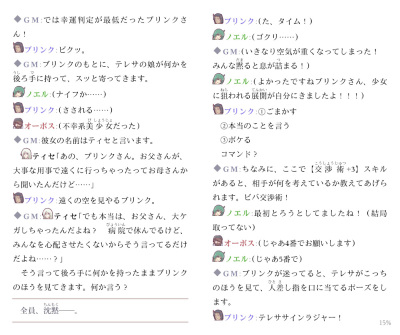 ◆GM:では幸運判定が最低だったブリンクさ
ん！
ブリンク:ビクッ。
◆GM:ブリンクのもとに、テレサの娘が何かを
後ろ手に持って、スッと寄ってきます。
ノエル:(ナイフか……)
ブリンク:(さされる……)
オーボス:(不幸系美少女だった)
◆GM:彼女の名前はティセと言います。
ティセ「あの、ブリンクさん。お父さんが、
大事な用事で遠くに行っちゃったってお母さんか
ら聞いたんだけど……」
ブリンク:遠くの空を見やるブリンク。
◆GM:ティセ「でも本当は、お父さん、大ケ
ガしちゃったんだよね？　病院で休んでるけど、
みんなを心配させたくないからそう言ってるだけ
だよね……？」
そう言って後ろ手に何かを持ったままブリンク
のほうを見てきます。何か言う？
全員、沈黙――。
ブリンク:(た、タイム！)
ノエル:(ゴクリ……)
◆GM:(いきなり空気が重くなってしまった！
みんな黙ると息が詰まる！)
ノエル:(よかったですねブリンクさん、少女
に狙われる展開が自分にきましたよ！！！)
ブリンク:①ごまかす
②本当のことを言う
③ボケる
コマンド？
◆GM:ちなみに、ここで【交渉術+3】スキル
があると、相手が何を考えているか教えてあげら
れます。ビバ交渉術！
ノエル:最初とろうとしてましたね！(結局
取ってない)
オーボス:(じゃあ4番でお願いします)
ノエル:(じゃあ5番で)
◆GM:ブリンクが迷ってると、テレサがこっち
のほうを見て、人差し指を口に当てるポーズをし
ます。
ブリンク:テレササインラジャー！
15%